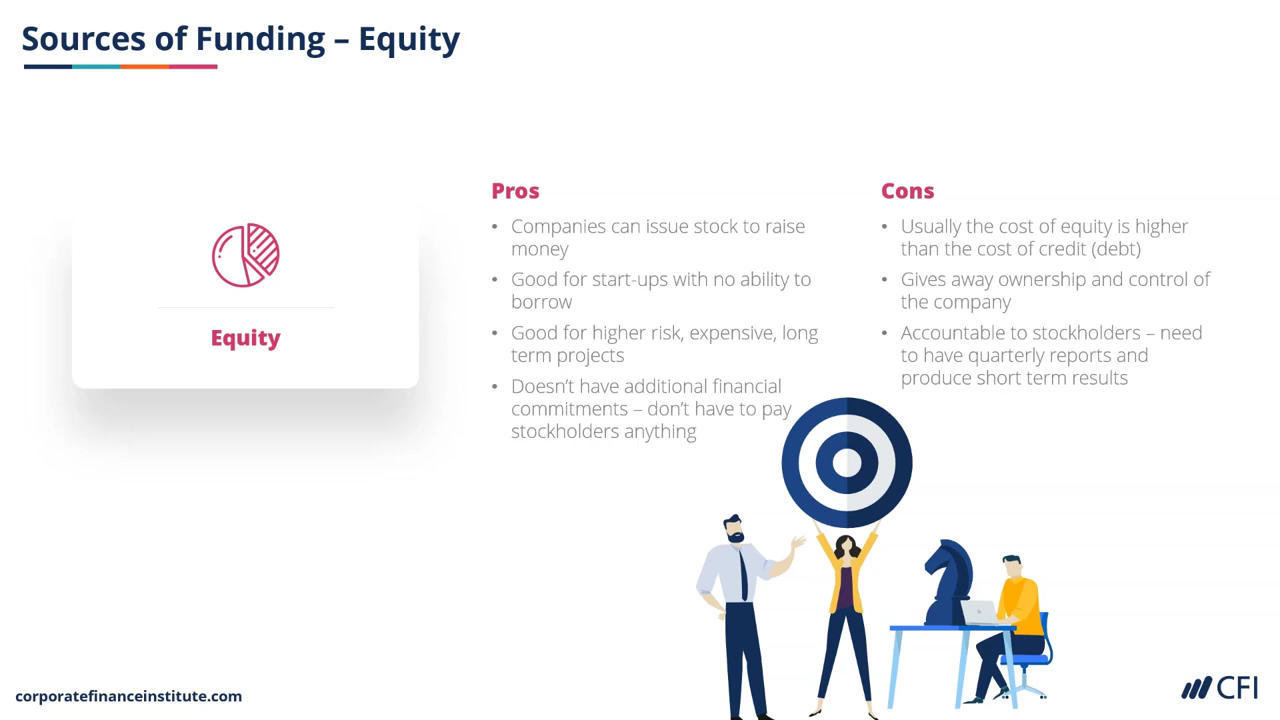 Sources of Funding – Equity
Equity
Pros
• Companies can issue stock to raise
money
• Good for start-ups with no ability to
borrow
• Good for higher risk, expensive, long
term projects
• Doesn’t have additional financial
commitments – don’t have to pay
stockholders anything
Cons
• Usually the cost of equity is higher
than the cost of credit (debt)
• Gives away ownership and control of
the company
• Accountable to stockholders – need
to have quarterly reports and
produce short term results
corporatefinanceinstitute.com
CFI